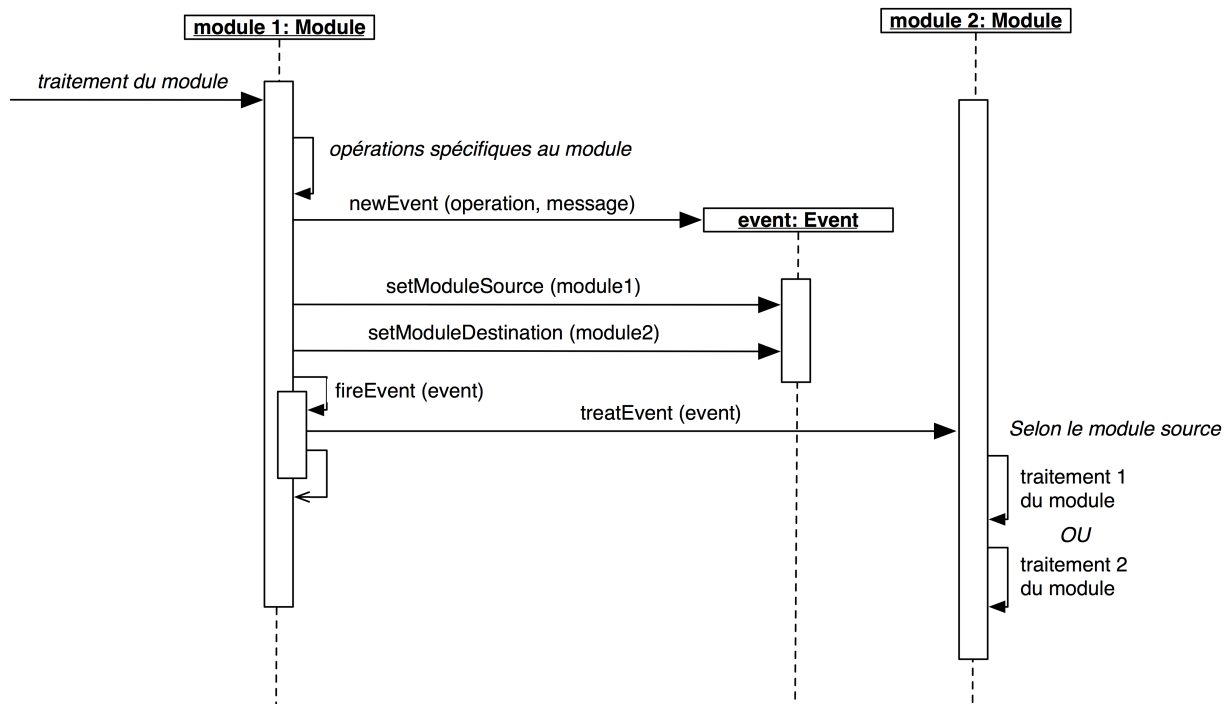 module 1: Module
module 2: Module
traitement du module
opérations spécifiques au module
newEvent (operation, message)
event: Event
setModuleSource (module1)
setModuleDestination (module2)
fireEvent (event)
treatEvent (event)
Selon le module source
traitement 1
du module
OU
traitement 2
du module